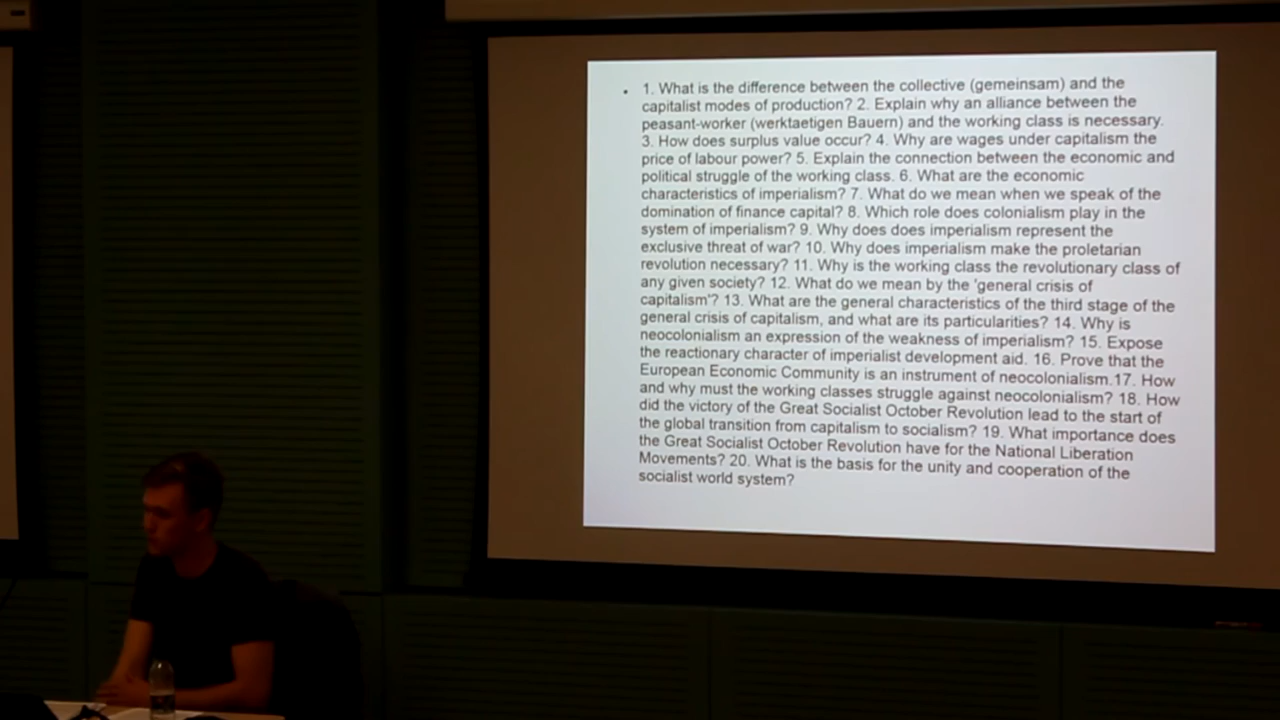 • 1. What is the difference between the collective (gemeinsam) and the
capitalist modes of production? 2. Explain why an alliance between the
peasant-worker (werktaetigen Bauern) and the working class is necessary.
3. How does surplus value occur? 4. Why are wages under capitalism the
price of labour power? 5. Explain the connection between the economic and
political struggle of the working class. 6. What are the economic
characteristics of imperialism? 7. What do we mean when we speak of the
domination of finance capital? 8. Which role does colonialism play in the
system of imperialism? 9. Why does does imperialism represent the
exclusive threat of war? 10. Why does imperialism make the proletarian
revolution necessary? 11. Why is the working class the revolutionary class of
any given society? 12. What do we mean by the 'general crisis of
capitalism'? 13. What are the general characteristics of the third stage of the
general crisis of capitalism, and what are its particularities? 14. Why is
neocolonialism an expression of the weakness of imperialism? 15. Expose
the reactionary character of imperialist development aid. 16. Prove that the
European Economic Community is an instrument of neocolonialism.17. How
and why must the working classes struggle against neocolonialism? 18. How
did the victory of the Great Socialist October Revolution lead to the start of
the global transition from capitalism to socialism? 19. What importance does
the Great Socialist October Revolution have for the National Liberation
Movements? 20. What is the basis for the unity and cooperation of the
socialist world system?